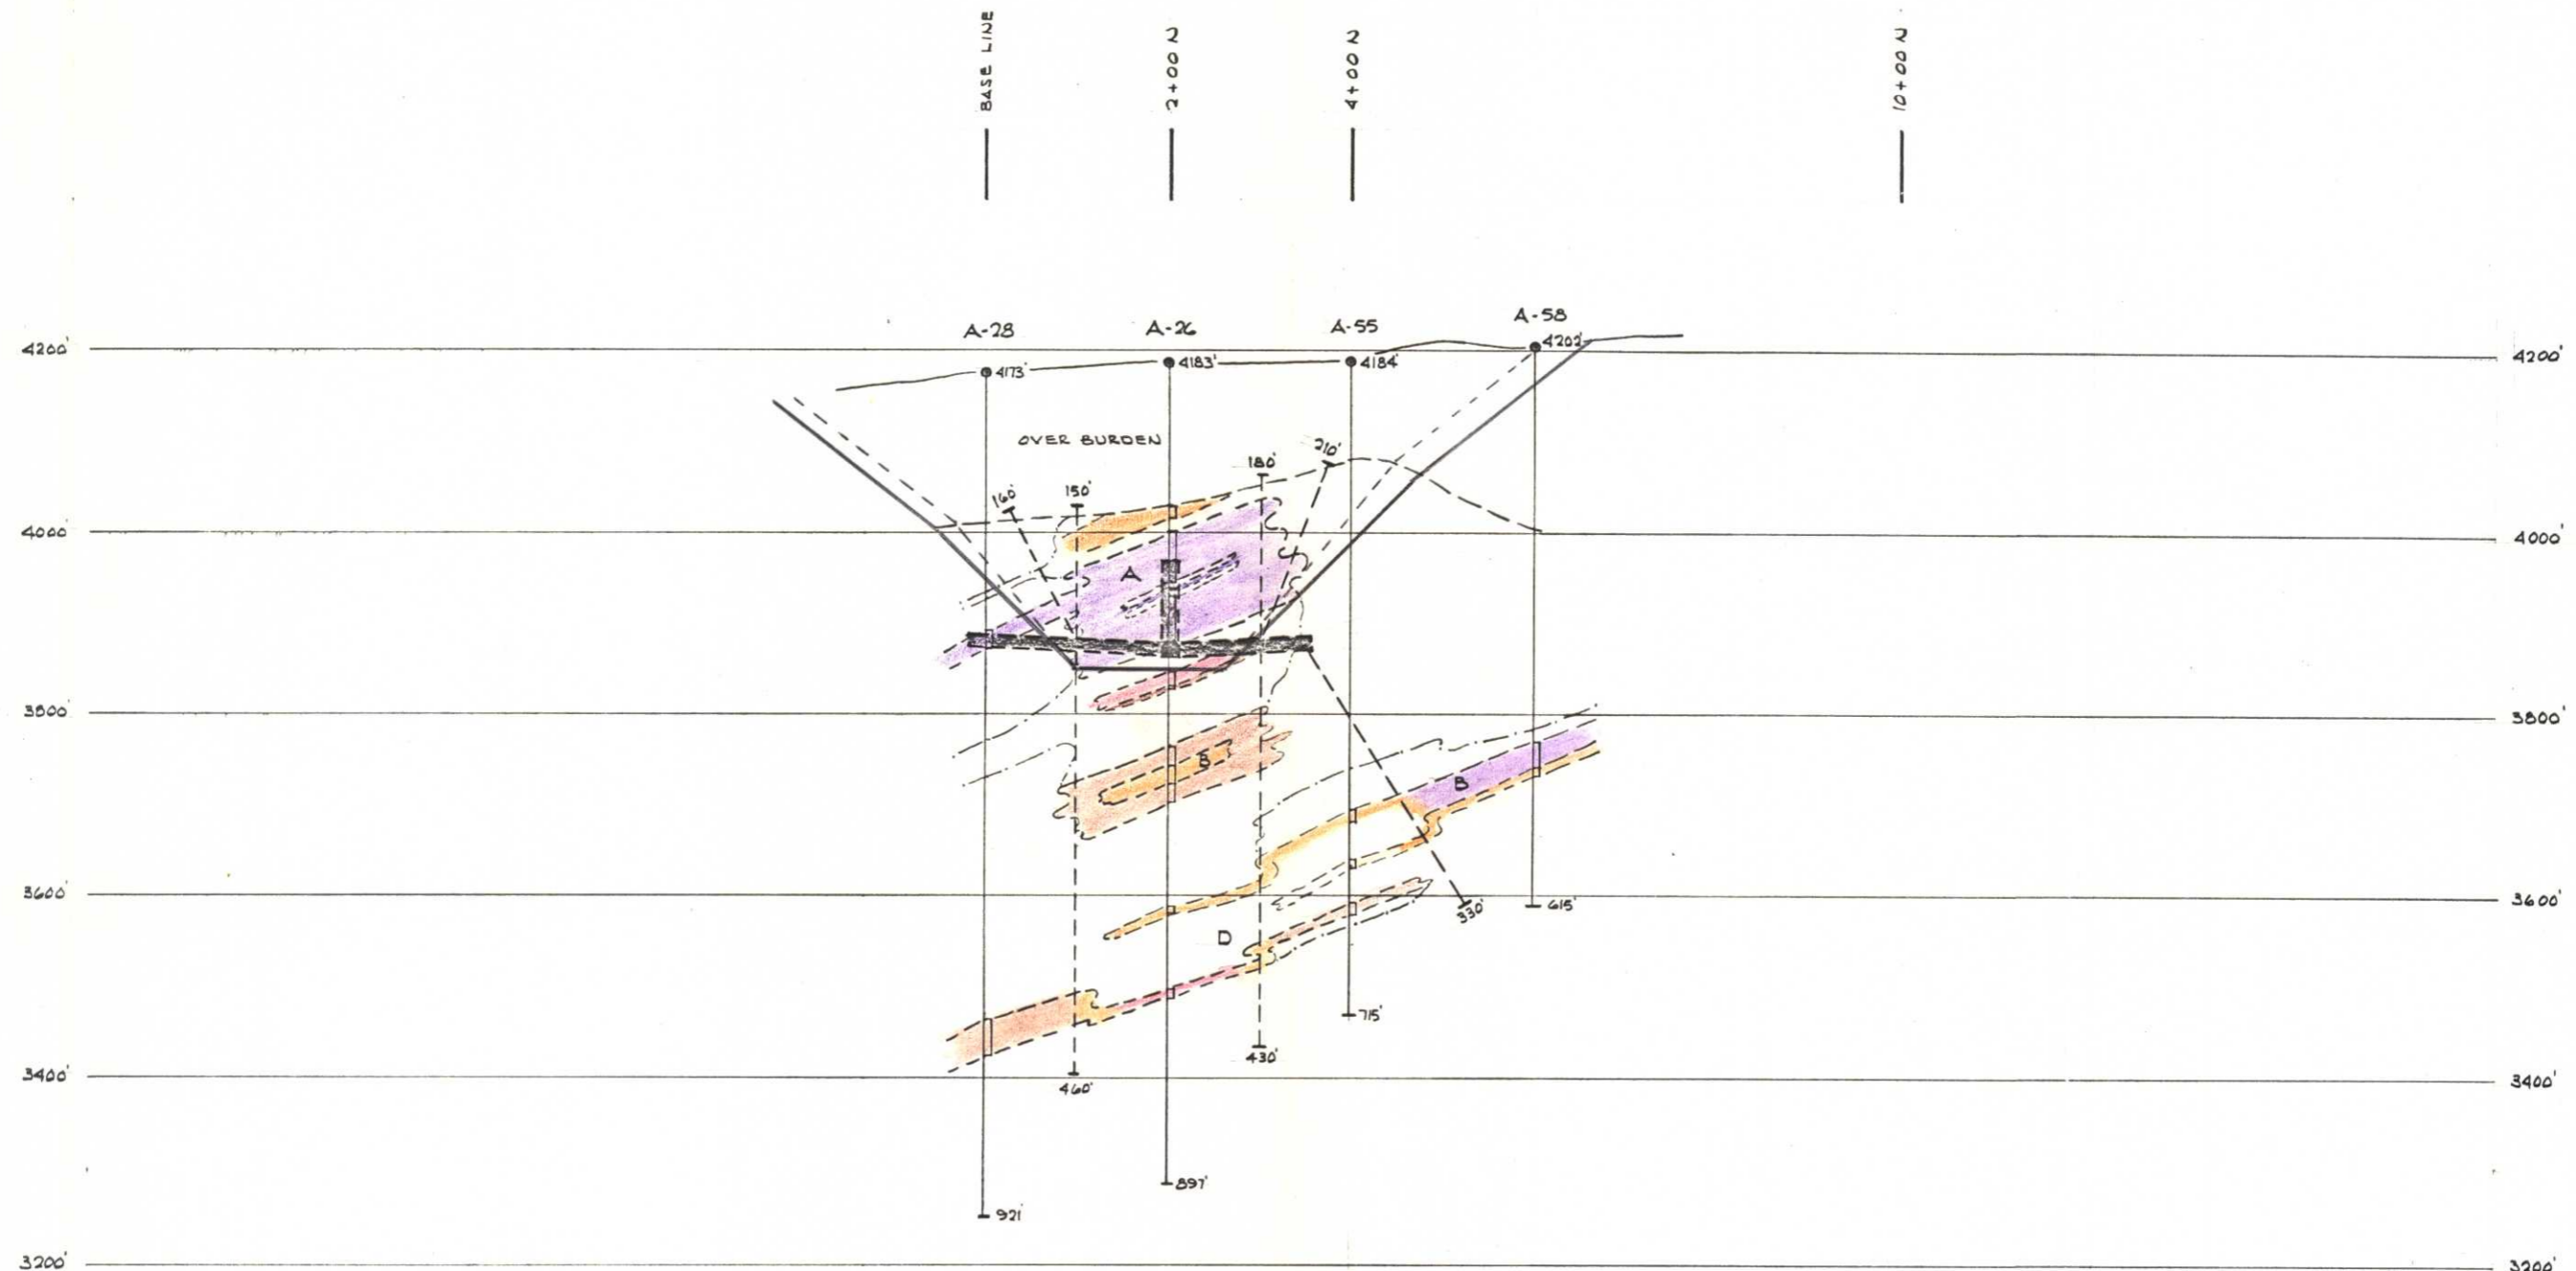 BASE LINE
2+00 N
4+00 N
10+00 N
A-28
A-26
A-55
A-58
4200'
4173'
4183'
4184'
4202'
4200'
OVER BURDEN
160'
150'
180'
210'
4000'
4000'
A
3800'
3800'
B
B
3600'
330'
615'
3600'
D
715'
430'
3400'
460'
3400'
897'
921'
3200'
3200'